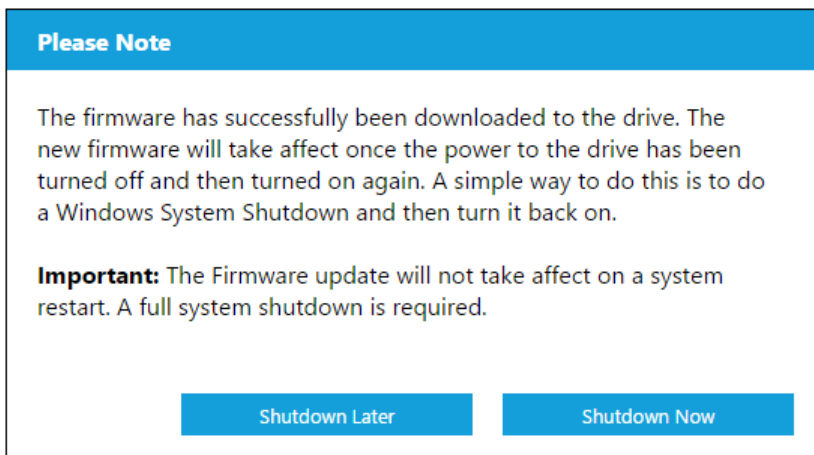 Please Note
The firmware has successfully been downloaded to the drive. The
new firmware will take affect once the power to the drive has been
turned off and then turned on again. A simple way to do this is to do
a Windows System Shutdown and then turn it back on.
Important: The Firmware update will not take affect on a system
restart. A full system shutdown is required.
Shutdown Later
Shutdown Now